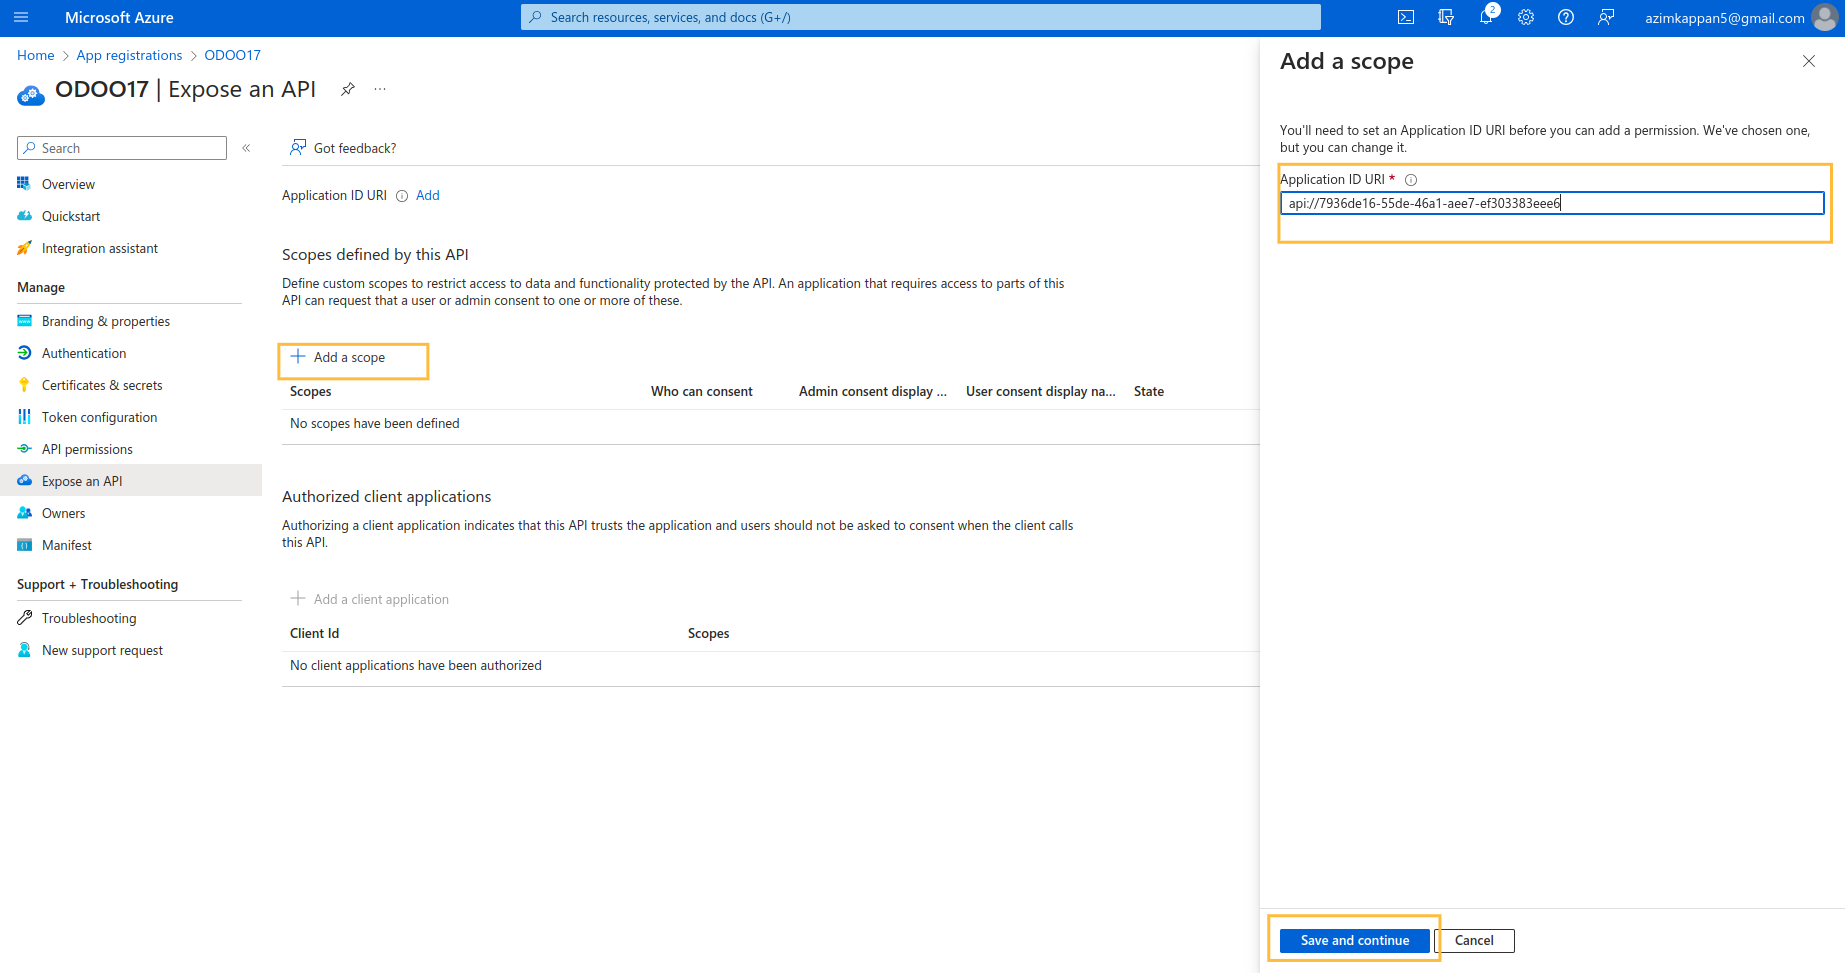 Microsoft Azure
Search resources, services, and docs (G+/)
2
azimkappan5@gmail.com
Home > App registrations > ODOO17
ODOO17 | Expose an API
...
Search
«
Overview
Quickstart
Integration assistant
Manage
Branding & properties
Authentication
Certificates & secrets
Token configuration
API permissions
Expose an API
Owners
Manifest
Support + Troubleshooting
Troubleshooting
New support request
Got feedback?
Application ID URI Add
Scopes defined by this API
Define custom scopes to restrict access to data and functionality protected by the API. An application that requires access to parts of this
API can request that a user or admin consent to one or more of these.
+ Add a scope
Scopes Who can consent Admin consent display ... User consent display na... State
No scopes have been defined
Authorized client applications
Authorizing a client application indicates that this API trusts the application and users should not be asked to consent when the client calls
this API.
+ Add a client application
Client Id Scopes
No client applications have been authorized
Add a scope
You'll need to set an Application ID URI before you can add a permission. We've chosen one,
but you can change it.
Application ID URI *
api://7936de16-55de-46a1-aee7-ef303383eee6
Save and continue Cancel